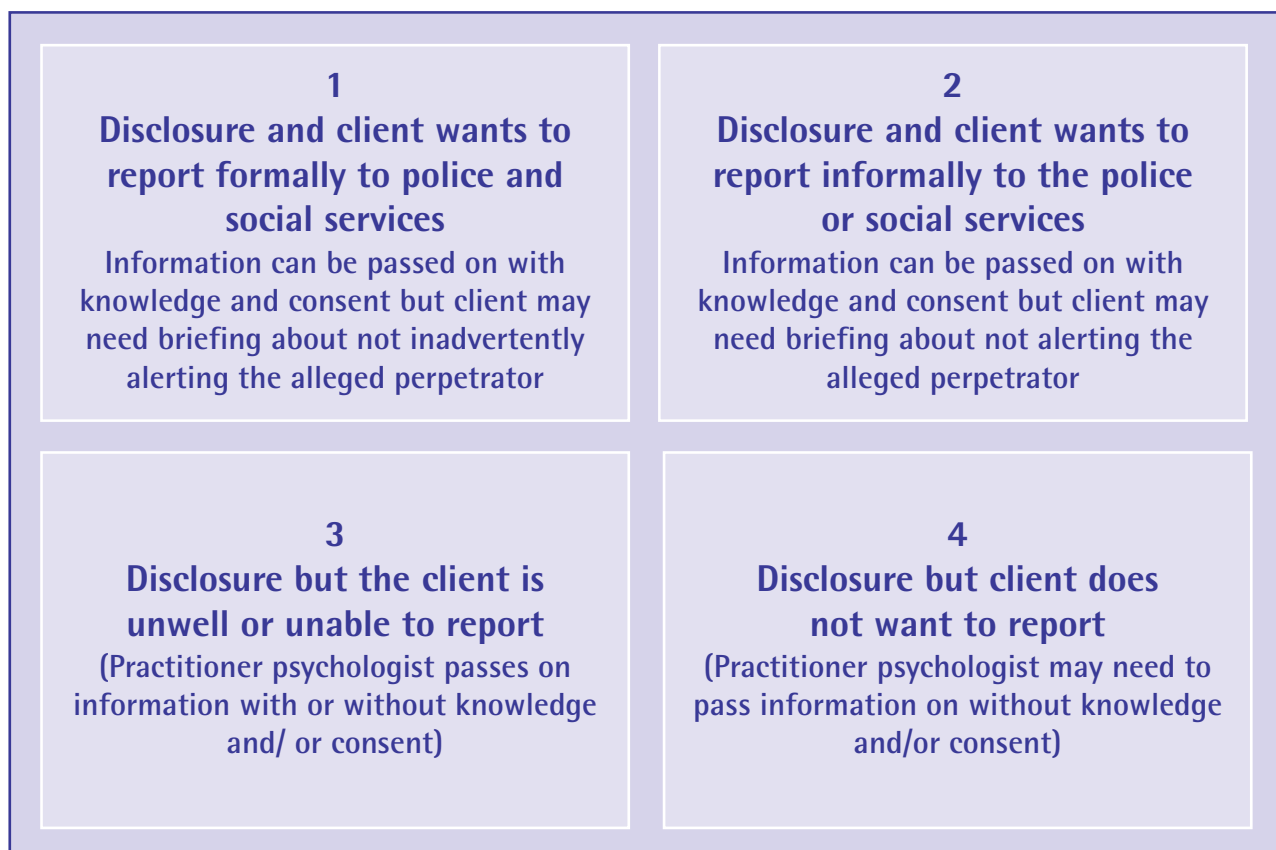 1
Disclosure and client wants to
report formally to police and
social services
Information can be passed on with
knowledge and consent but client may
need briefing about not inadvertently
alerting the alleged perpetrator
2
Disclosure and client wants to
report informally to the police
or social services
Information can be passed on with
knowledge and consent but client may
need briefing about not alerting the
alleged perpetrator
3
Disclosure but the client is
unwell or unable to report
(Practitioner psychologist passes on
information with or without knowledge
and/ or consent)
4
Disclosure but client does
not want to report
(Practitioner psychologist may need to
pass information on without knowledge
and/or consent)